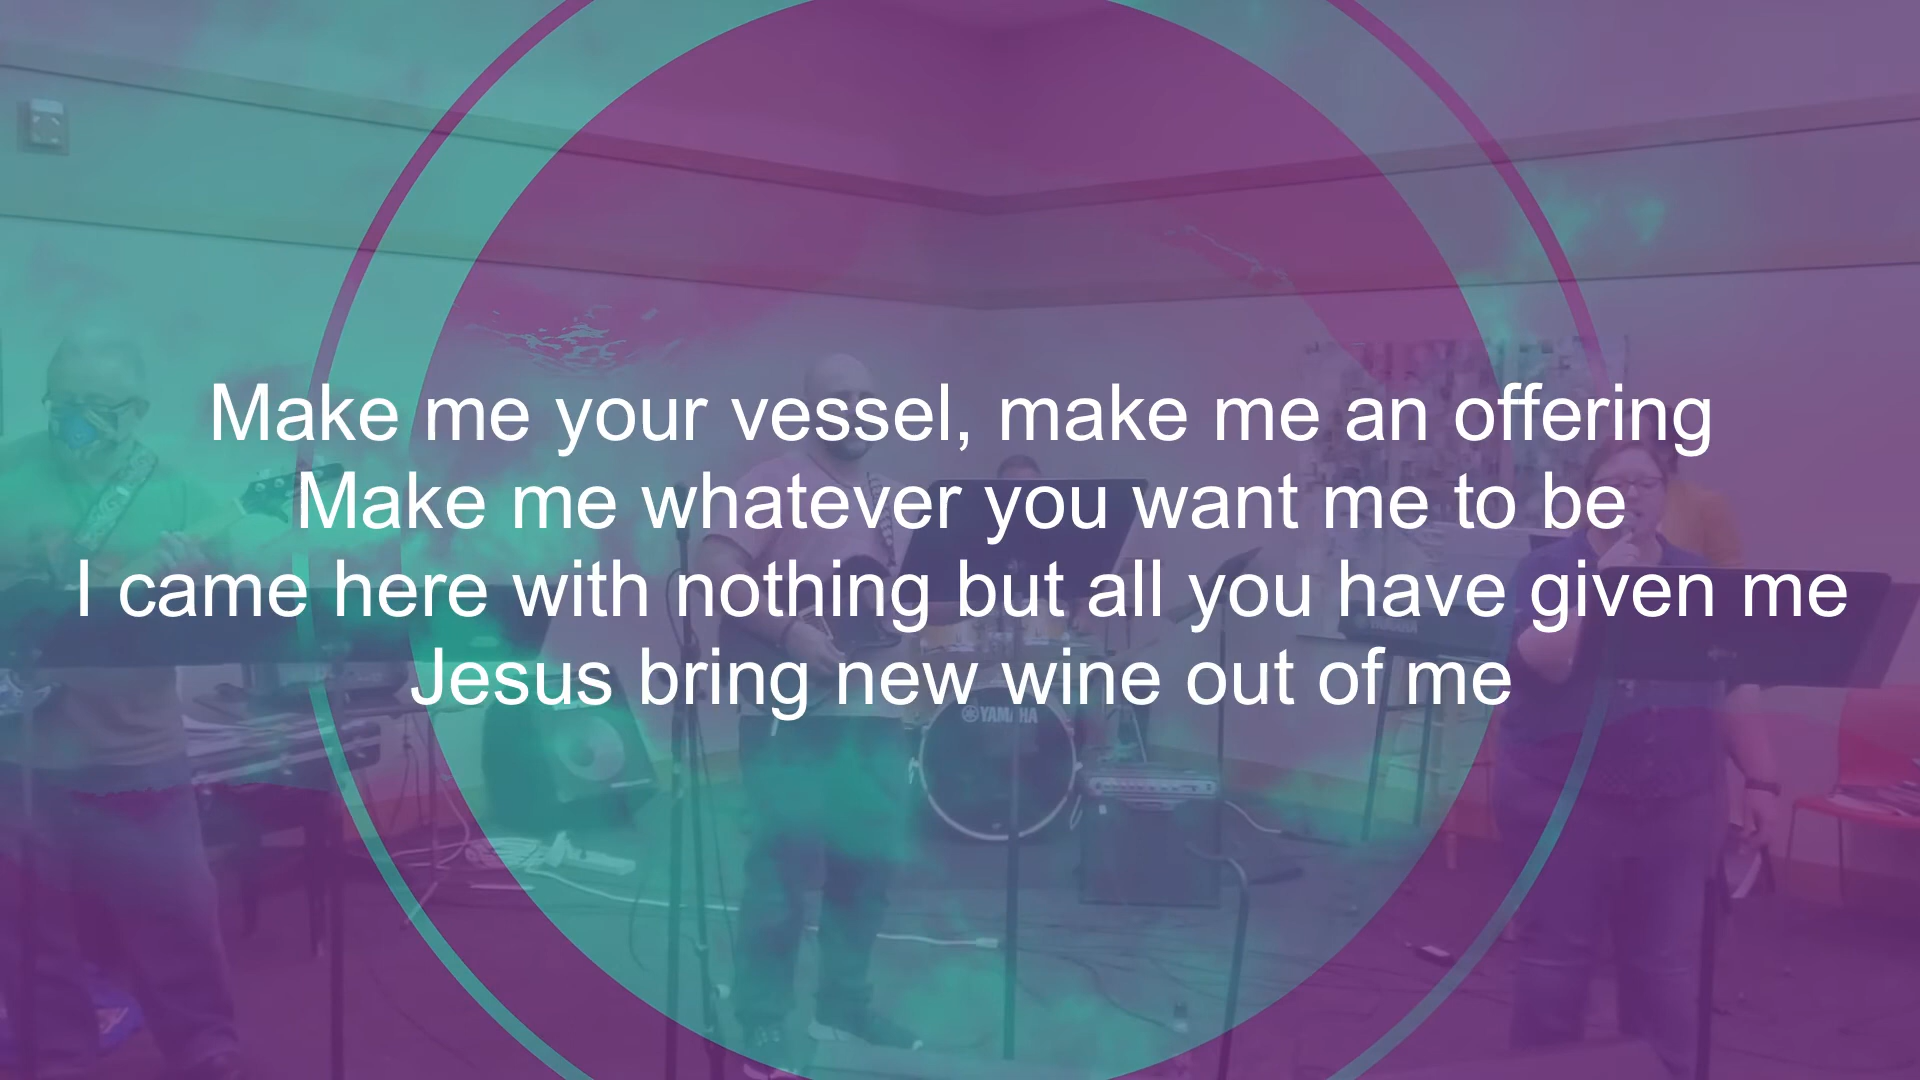 Make me your vessel, make me an offering
Make me whatever you want me to be
I came here with nothing but all you have given me
Jesus bring new wine out of me
YAMAHA